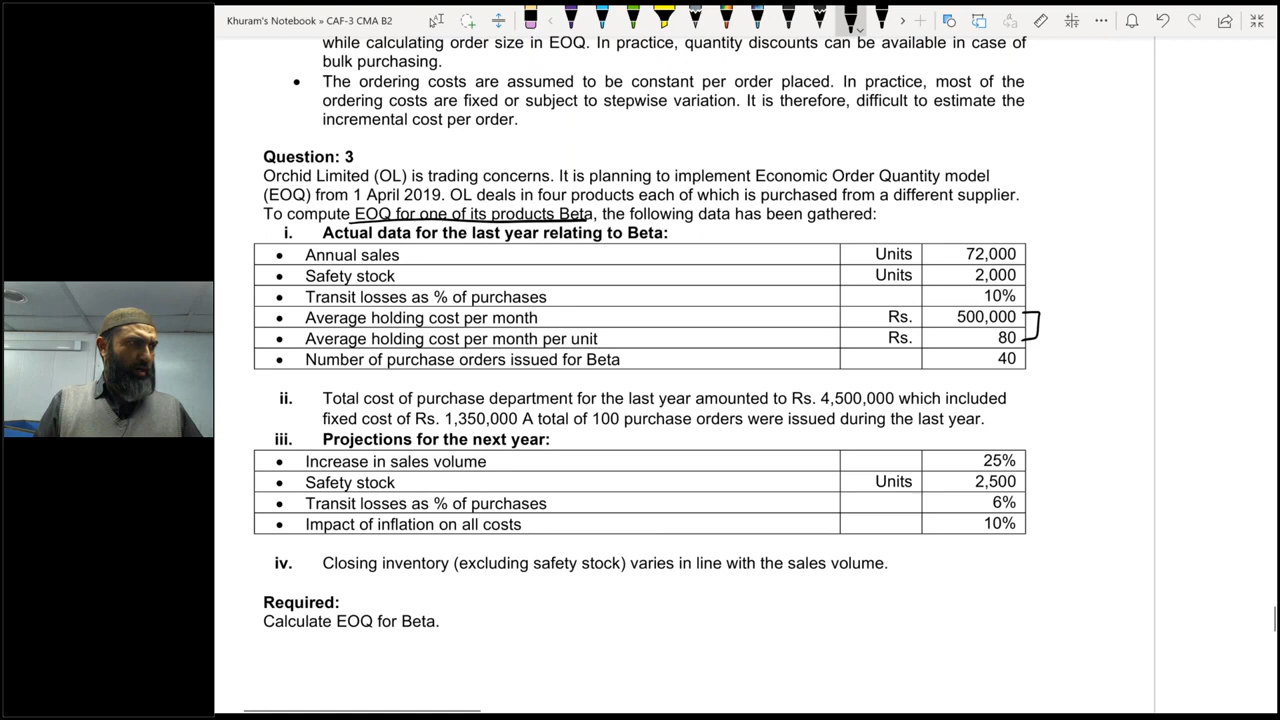 Khuram's Notebook » CAF-3 CMA B2
while calculating order size in EOQ. In practice, quantity discounts can be available in case of
bulk purchasing.
• The ordering costs are assumed to be constant per order placed. In practice, most of the
ordering costs are fixed or subject to stepwise variation. It is therefore, difficult to estimate the
incremental cost per order.
Question: 3
Orchid Limited (OL) is trading concerns. It is planning to implement Economic Order Quantity model
(EOQ) from 1 April 2019. OL deals in four products each of which is purchased from a different supplier.
To compute EOQ for one of its products Beta, the following data has been gathered:
i. Actual data for the last year relating to Beta:
• Annual sales Units 72,000
• Safety stock Units 2,000
• Transit losses as % of purchases 10%
• Average holding cost per month Rs. 500,000
• Average holding cost per month per unit Rs. 80
• Number of purchase orders issued for Beta 40
ii. Total cost of purchase department for the last year amounted to Rs. 4,500,000 which included
fixed cost of Rs. 1,350,000 A total of 100 purchase orders were issued during the last year.
iii. Projections for the next year:
• Increase in sales volume 25%
• Safety stock Units 2,500
• Transit losses as % of purchases 6%
• Impact of inflation on all costs 10%
iv. Closing inventory (excluding safety stock) varies in line with the sales volume.
Required:
Calculate EOQ for Beta.